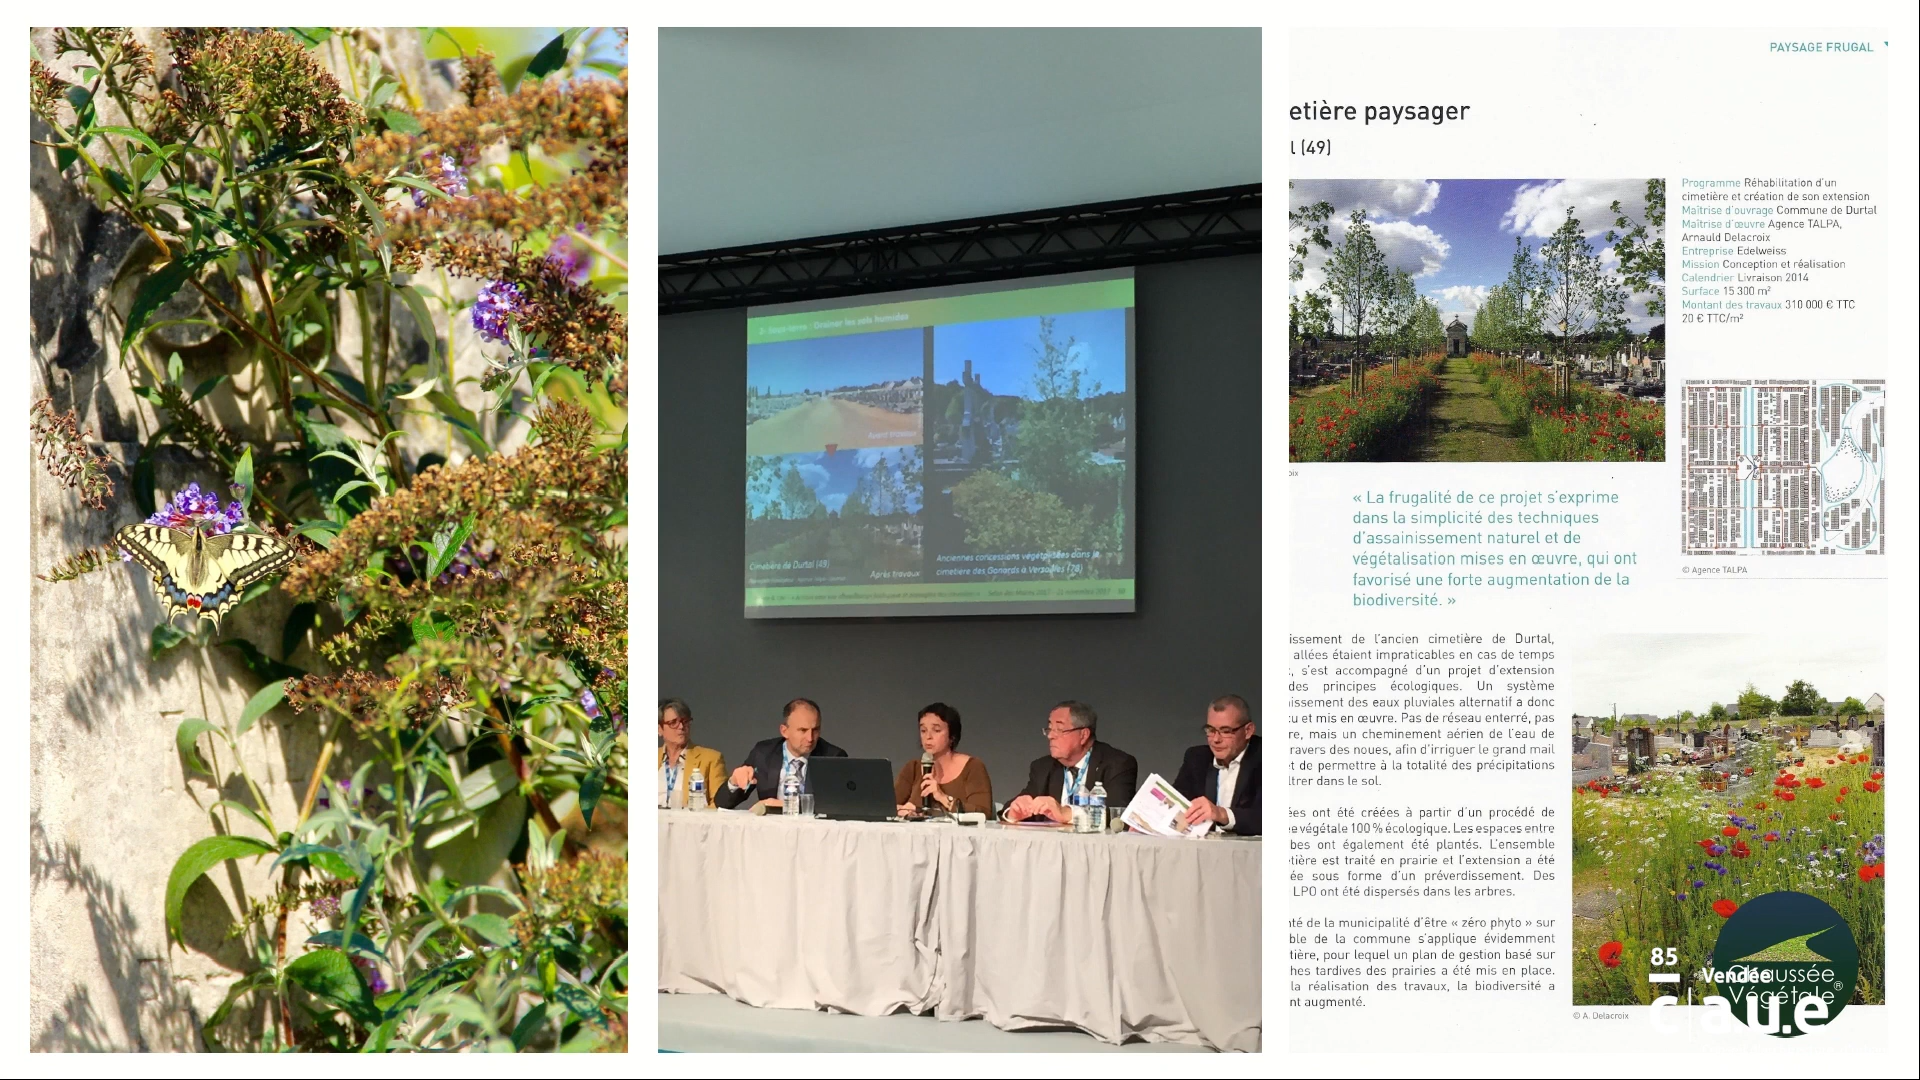 2- Sous-terre : Drainer les sols humides
Avant travaux
Cimetière de Durtal (49)
Après travaux
Anciennes concessions végétalisées dans le
cimetière des Gonards à Versailles (78)
PAYSAGE FRUGAL
etière paysager
l (49)
Programme Réhabilitation d'un
cimetière et création de son extension
Maîtrise d'ouvrage Commune de Durtal
Maîtrise d'œuvre Agence TALPA,
Arnauld Delacroix
Entreprise Edelweiss
Mission Conception et réalisation
Calendrier Livraison 2014
Surface 15 300 m²
Montant des travaux 310 000 € TTC
20 € TTC/m²
oix
© Agence TALPA
« La frugalité de ce projet s'exprime
dans la simplicité des techniques
d'assainissement naturel et de
végétalisation mises en œuvre, qui ont
favorisé une forte augmentation de la
biodiversité. »
issement de l'ancien cimetière de Durtal,
allées étaient impraticables en cas de temps
, s'est accompagné d'un projet d'extension
des principes écologiques. Un système
issement des eaux pluviales alternatif a donc
u et mis en œuvre. Pas de réseau enterré, pas
re, mais un cheminement aérien de l'eau de
ravers des noues, afin d'irriguer le grand mail
t de permettre à la totalité des précipitations
ltrer dans le sol.
ées ont été créées à partir d'un procédé de
e végétale 100 % écologique. Les espaces entre
bes ont également été plantés. L'ensemble
tière est traité en prairie et l'extension a été
ée sous forme d'un préverdissement. Des
LPO ont été dispersés dans les arbres.
té de la municipalité d'être « zéro phyto » sur
ble de la commune s'applique évidemment
tière, pour lequel un plan de gestion basé sur
hes tardives des prairies a été mis en place.
la réalisation des travaux, la biodiversité a
nt augmenté.
© A. Delacroix
85
Vendée
c|a.u.e
Chaussée
Végétale®